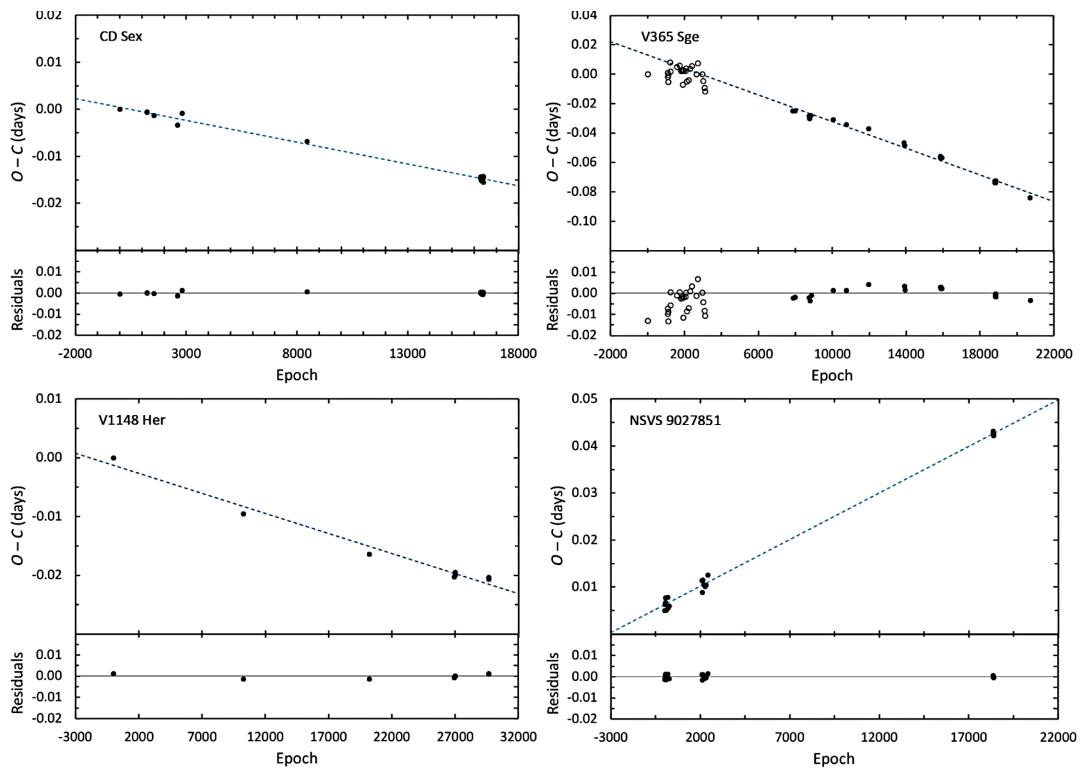 0.02
CD Sex
0.01
0.00
-0.01
-0.02
O – C (days)
0.01
0.00
-0.01
-0.02
Residuals
-2000 3000 8000 13000 18000
Epoch
0.04
V365 Sge
0.02
0.00
-0.02
-0.04
-0.06
-0.08
-0.10
O – C (days)
0.01
0.00
-0.01
-0.02
Residuals
-2000 2000 6000 10000 14000 18000 22000
Epoch
0.01
V1148 Her
0.00
-0.01
-0.02
O – C (days)
0.01
0.00
-0.01
-0.02
Residuals
-3000 2000 7000 12000 17000 22000 27000 32000
Epoch
0.05
NSVS 9027851
0.04
0.03
0.02
0.01
O – C (days)
0.01
0.00
-0.01
-0.02
Residuals
-3000 2000 7000 12000 17000 22000
Epoch